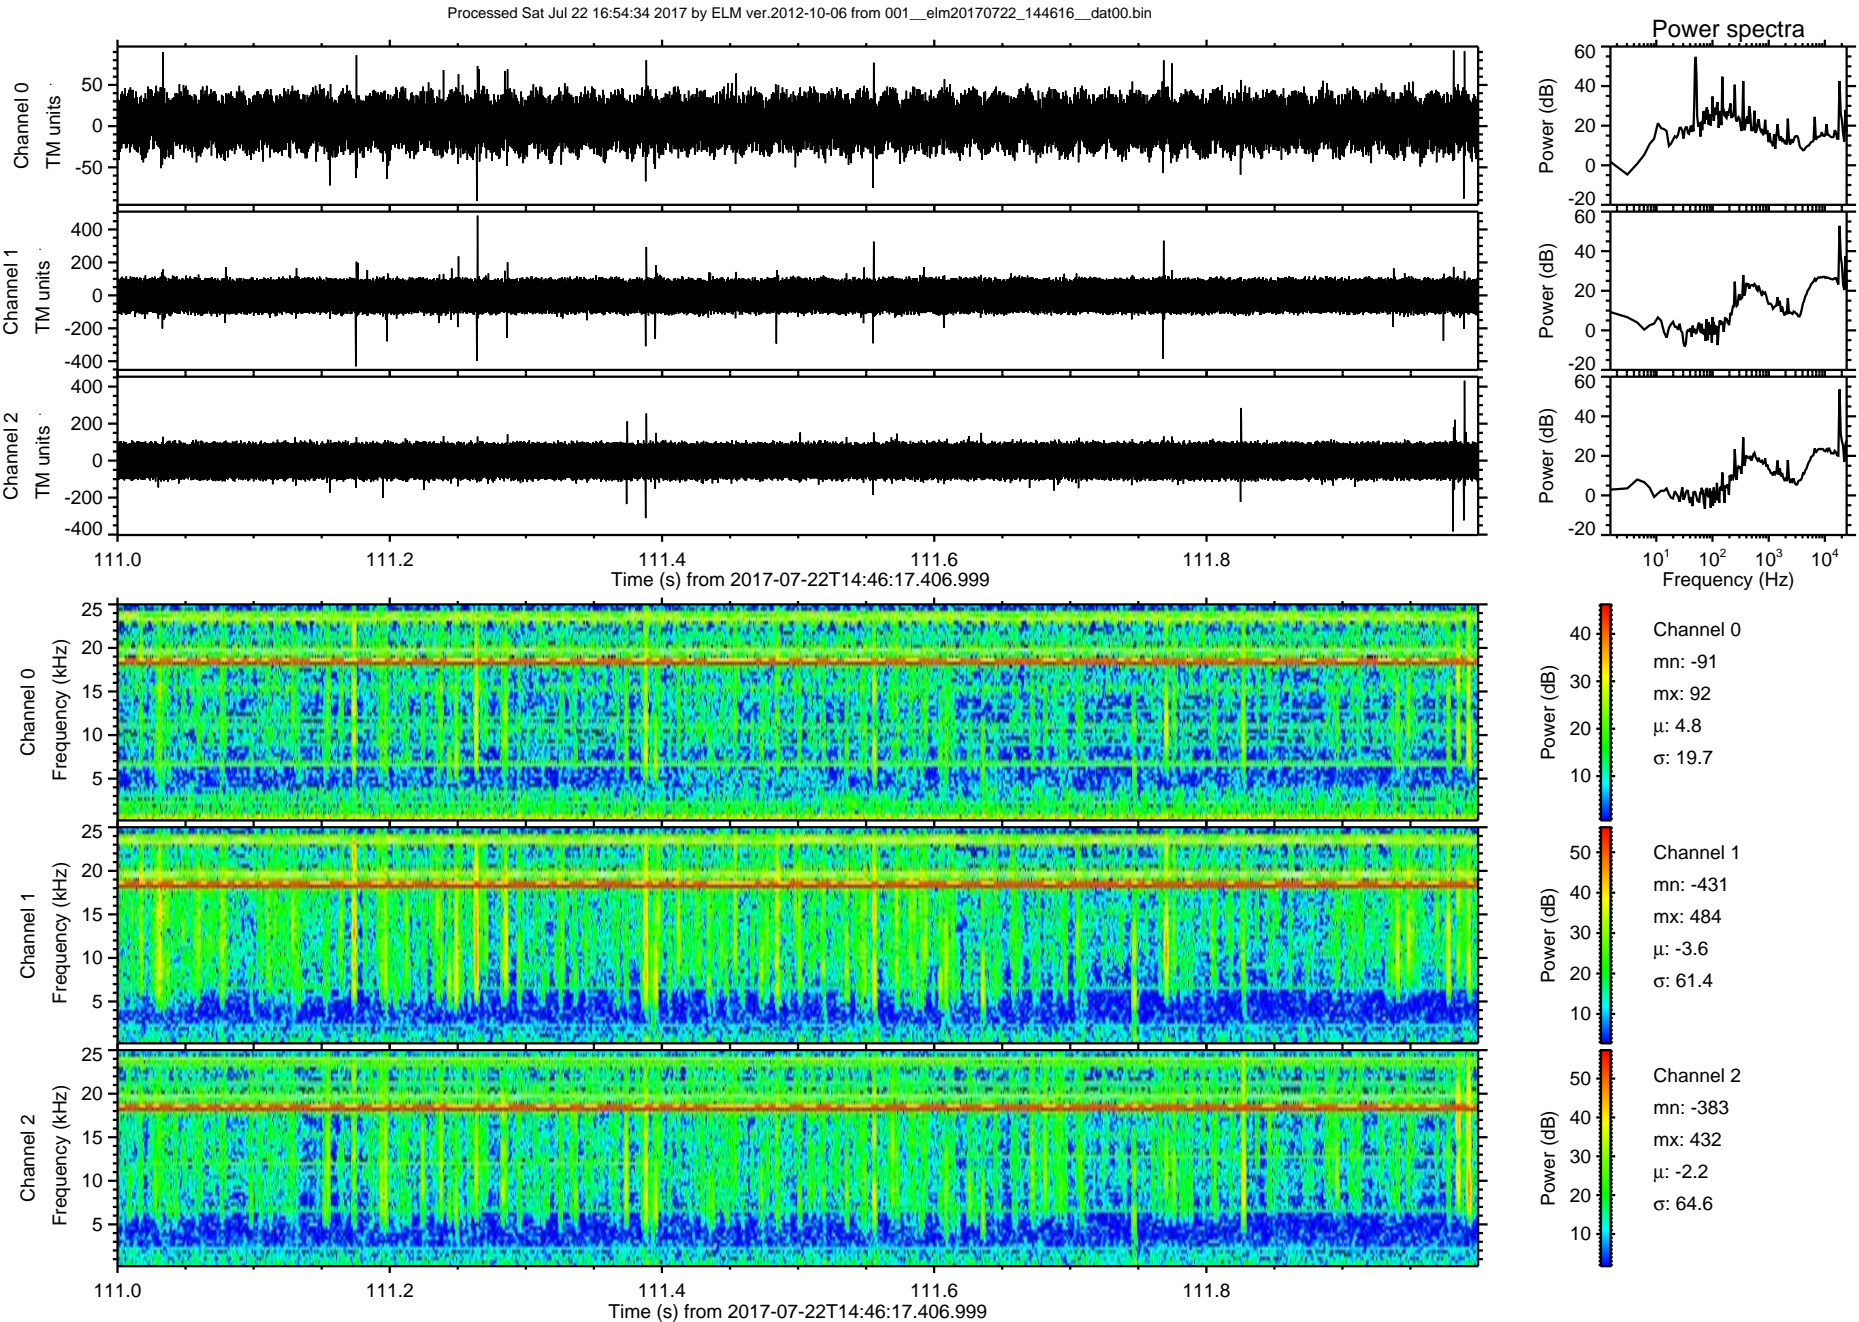 Processed Sat Jul 22 16:54:34 2017 by ELM ver.2012-10-06 from 001__elm20170722_144616__dat00.bin
Power spectra
Channel 0
TM units
50
0
-50
Power (dB)
60
40
20
0
-20
Channel 1
TM units
400
200
0
-200
-400
Power (dB)
60
40
20
0
-20
Channel 2
TM units
400
200
0
-200
-400
Power (dB)
60
40
20
0
-20
111.0 111.2 111.4 111.6 111.8
Time (s) from 2017-07-22T14:46:17.406.999
10^1 10^2 10^3 10^4
Frequency (Hz)
Channel 0
Frequency (kHz)
25
20
15
10
5
Power (dB)
40
30
20
10
Channel 0
mn: -91
mx: 92
µ: 4.8
σ: 19.7
Channel 1
Frequency (kHz)
25
20
15
10
5
Power (dB)
50
40
30
20
10
Channel 1
mn: -431
mx: 484
µ: -3.6
σ: 61.4
Channel 2
Frequency (kHz)
25
20
15
10
5
Power (dB)
50
40
30
20
10
Channel 2
mn: -383
mx: 432
µ: -2.2
σ: 64.6
111.0 111.2 111.4 111.6 111.8
Time (s) from 2017-07-22T14:46:17.406.999